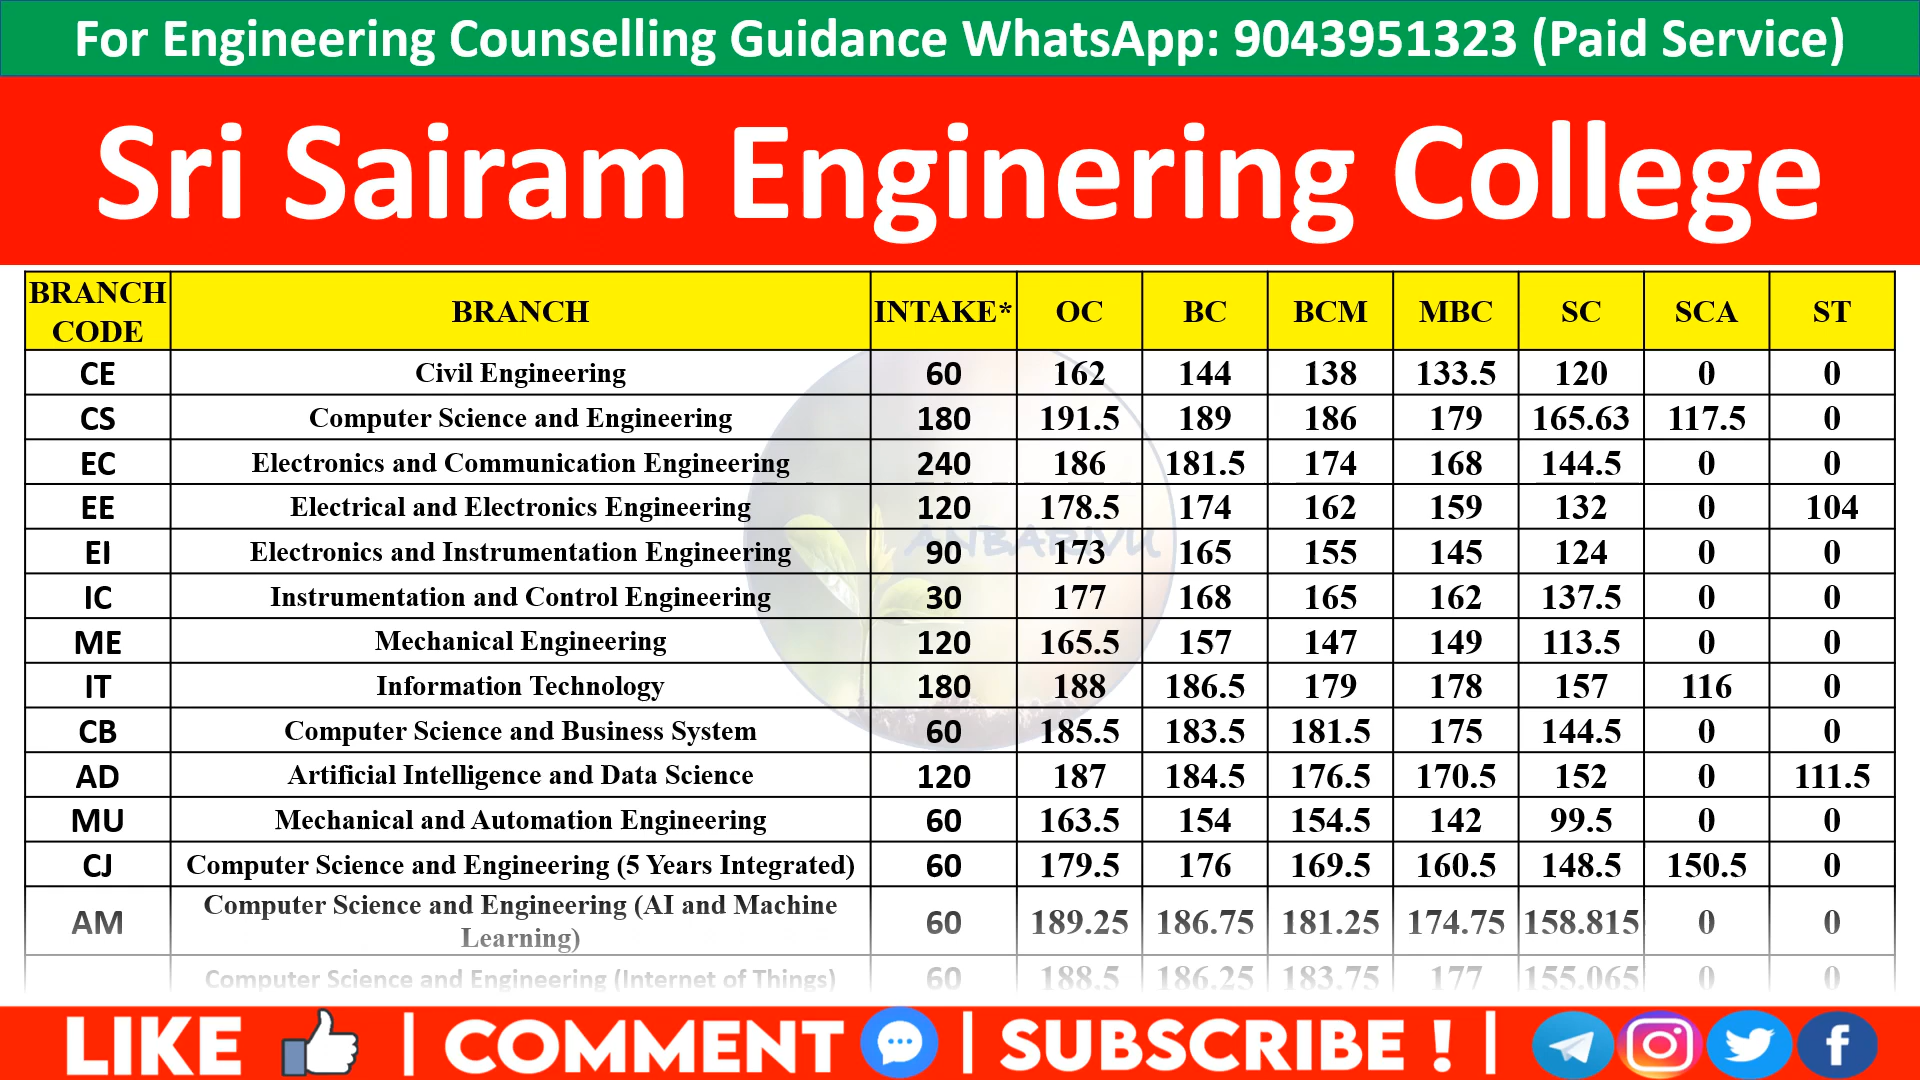 For Engineering Counselling Guidance WhatsApp: 9043951323 (Paid Service)
Sri Sairam Enginering College
BRANCH CODE BRANCH INTAKE* OC BC BCM MBC SC SCA ST
CE Civil Engineering 60 162 144 138 133.5 120 0 0
CS Computer Science and Engineering 180 191.5 189 186 179 165.63 117.5 0
EC Electronics and Communication Engineering 240 186 181.5 174 168 144.5 0 0
EE Electrical and Electronics Engineering 120 178.5 174 162 159 132 0 104
EI Electronics and Instrumentation Engineering 90 173 165 155 145 124 0 0
IC Instrumentation and Control Engineering 30 177 168 165 162 137.5 0 0
ME Mechanical Engineering 120 165.5 157 147 149 113.5 0 0
IT Information Technology 180 188 186.5 179 178 157 116 0
CB Computer Science and Business System 60 185.5 183.5 181.5 175 144.5 0 0
AD Artificial Intelligence and Data Science 120 187 184.5 176.5 170.5 152 0 111.5
MU Mechanical and Automation Engineering 60 163.5 154 154.5 142 99.5 0 0
CJ Computer Science and Engineering (5 Years Integrated) 60 179.5 176 169.5 160.5 148.5 150.5 0
AM Computer Science and Engineering (AI and Machine Learning) 60 189.25 186.75 181.25 174.75 158.815 0 0
Computer Science and Engineering (Internet of Things) 60 188.5 186.25 183.75 177 155.065 0 0
ANBARIVU
LIKE | COMMENT | SUBSCRIBE ! |